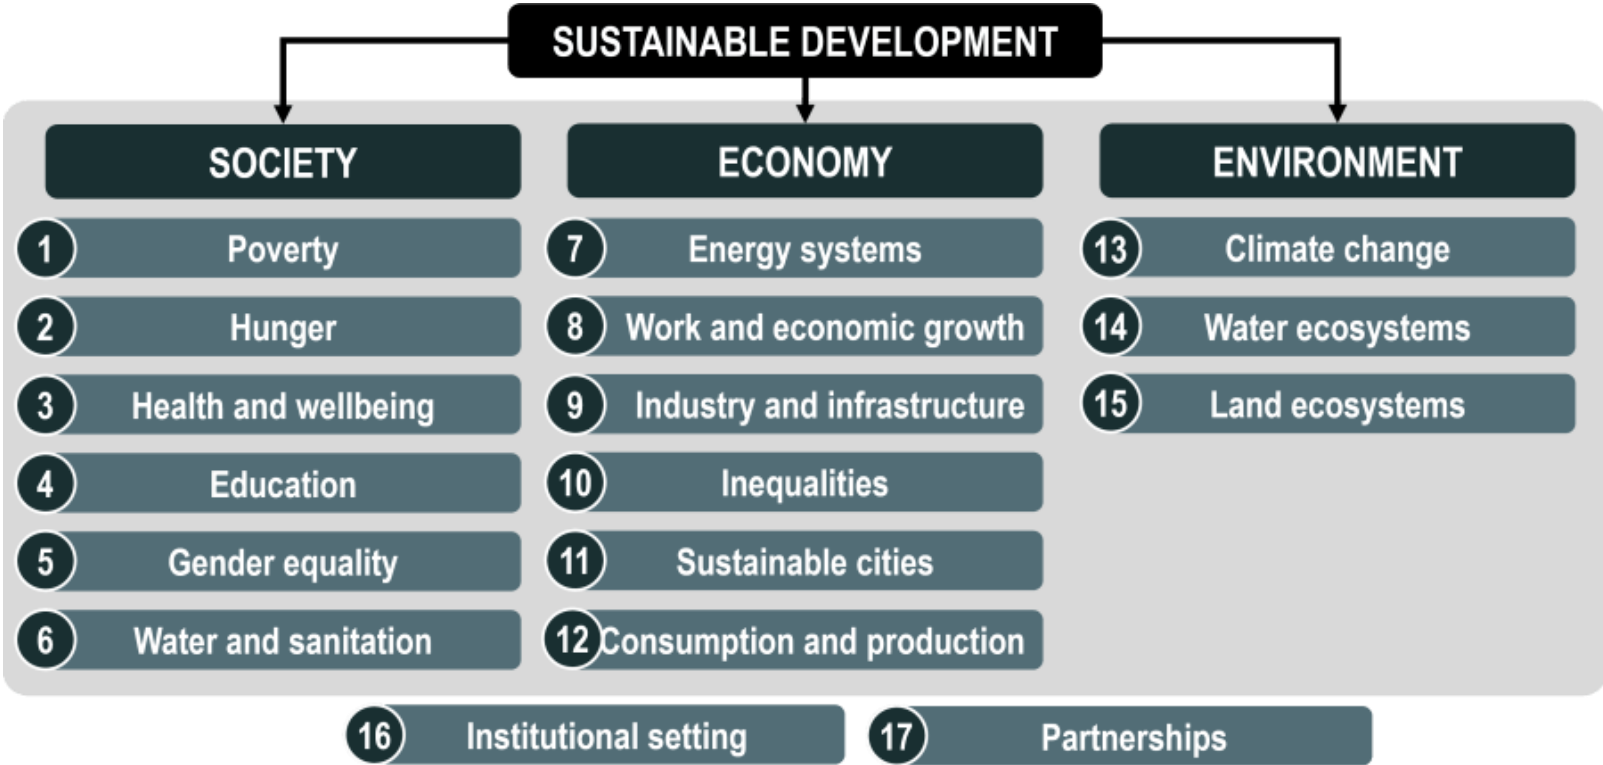 SUSTAINABLE DEVELOPMENT
SOCIETY
1 Poverty
2 Hunger
3 Health and wellbeing
4 Education
5 Gender equality
6 Water and sanitation
ECONOMY
7 Energy systems
8 Work and economic growth
9 Industry and infrastructure
10 Inequalities
11 Sustainable cities
12 Consumption and production
ENVIRONMENT
13 Climate change
14 Water ecosystems
15 Land ecosystems
16 Institutional setting
17 Partnerships